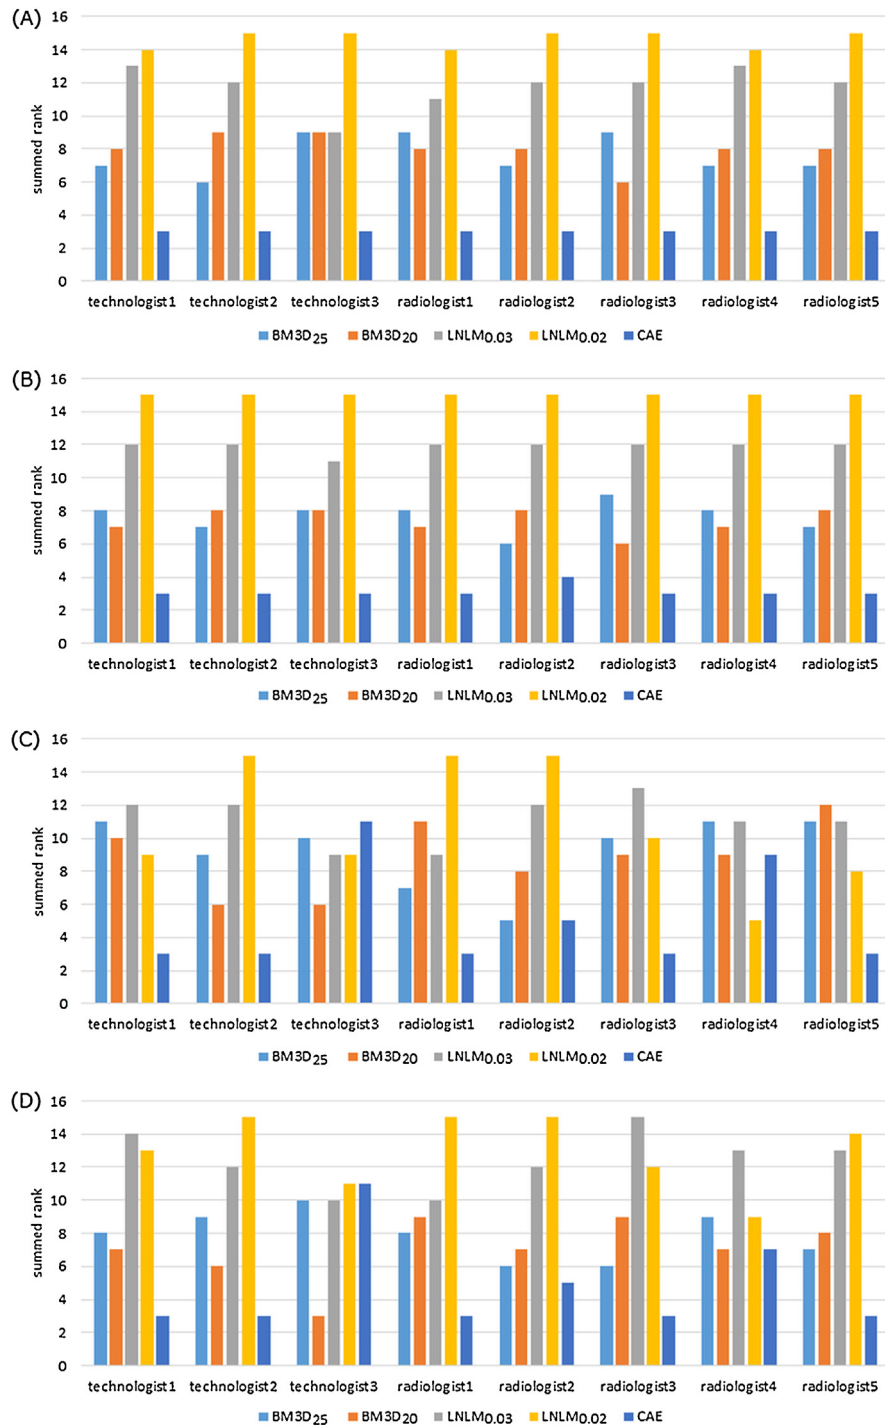 (A)
16
14
12
10
8
6
4
2
0
summed rank
technologist1 technologist2 technologist3 radiologist1 radiologist2 radiologist3 radiologist4 radiologist5
BM3D25 BM3D20 LNLM0.03 LNLM0.02 CAE
(B)
16
14
12
10
8
6
4
2
0
summed rank
technologist1 technologist2 technologist3 radiologist1 radiologist2 radiologist3 radiologist4 radiologist5
BM3D25 BM3D20 LNLM0.03 LNLM0.02 CAE
(C)
16
14
12
10
8
6
4
2
0
summed rank
technologist1 technologist2 technologist3 radiologist1 radiologist2 radiologist3 radiologist4 radiologist5
BM3D25 BM3D20 LNLM0.03 LNLM0.02 CAE
(D)
16
14
12
10
8
6
4
2
0
summed rank
technologist1 technologist2 technologist3 radiologist1 radiologist2 radiologist3 radiologist4 radiologist5
BM3D25 BM3D20 LNLM0.03 LNLM0.02 CAE